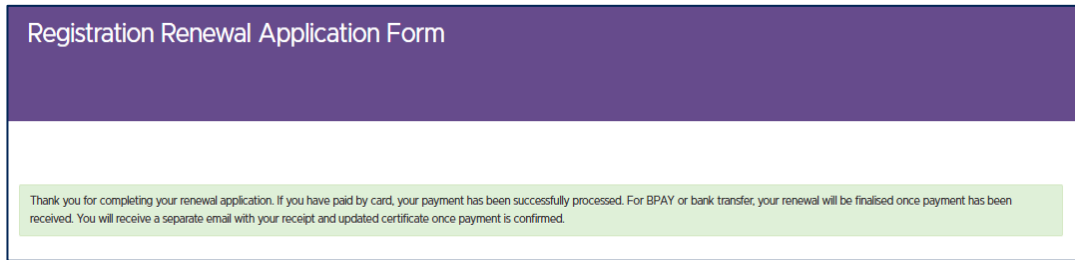 Registration Renewal Application Form
Thank you for completing your renewal application. If you have paid by card, your payment has been successfully processed. For BPAY or bank transfer, your renewal will be finalised once payment has been
received. You will receive a separate email with your receipt and updated certificate once payment is confirmed.